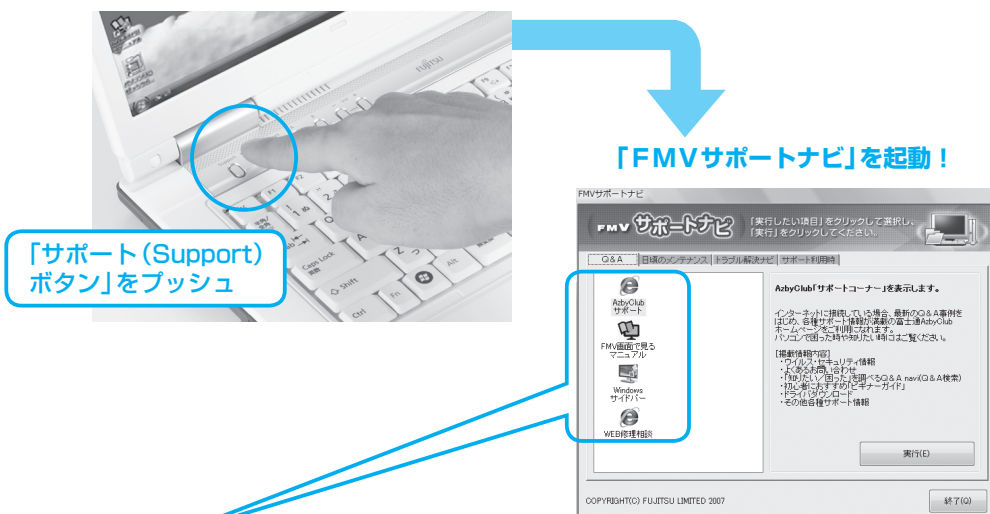 FUJITSU
Support
「サポート(Support)
ボタン」をプッシュ
Caps Lock
英数
Shift
Ctrl
Fn
Alt
「FMVサポートナビ」を起動!
FMVサポートナビ
FMV サポートナビ
「実行したい項目」をクリックして選択し、
「実行」をクリックしてください。
Q&A
日頃のメンテナンス
トラブル解決ナビ
サポート利用時
AzbyClub
サポート
FMV画面で見る
マニュアル
Windows
サイドバー
WEB修理相談
AzbyClub「サポートコーナー」を表示します。
インターネットに接続している場合、最新のQ&A事例を
はじめ、各種サポート情報が満載の富士通AzbyClub
ホームページをご利用になれます。
パソコンで困った時や知りたい時にはご覧ください。
[掲載情報内容]
・ウイルス・セキュリティ情報
・よくあるお問い合わせ
・「知りたい/困った」を調べるQ&A navi(Q&A検索)
・初心者におすすめ「ビギナーガイド」
・ドライバダウンロード
・その他各種サポート情報
実行(E)
COPYRIGHT(C) FUJITSU LIMITED 2007
終了(Q)